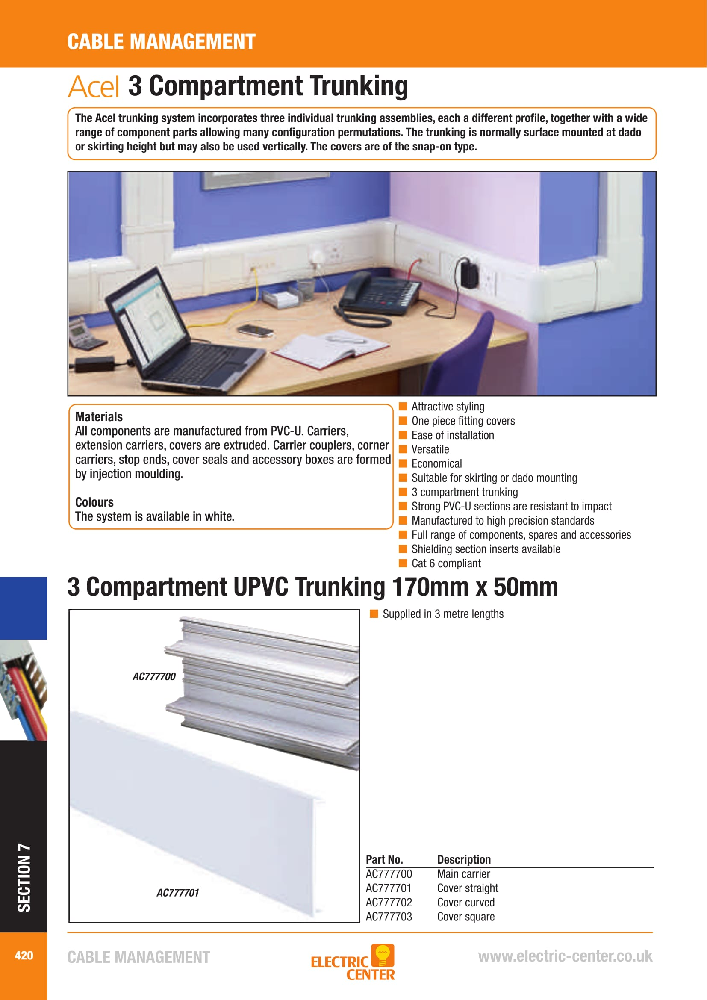 CABLE MANAGEMENT
Acel 3 Compartment Trunking
The Acel trunking system incorporates three individual trunking assemblies, each a different profile, together with a wide
range of component parts allowing many configuration permutations. The trunking is normally surface mounted at dado
or skirting height but may also be used vertically. The covers are of the snap-on type.
Materials
All components are manufactured from PVC-U. Carriers,
extension carriers, covers are extruded. Carrier couplers, corner
carriers, stop ends, cover seals and accessory boxes are formed
by injection moulding.
Colours
The system is available in white.
Attractive styling
One piece fitting covers
Ease of installation
Versatile
Economical
Suitable for skirting or dado mounting
3 compartment trunking
Strong PVC-U sections are resistant to impact
Manufactured to high precision standards
Full range of components, spares and accessories
Shielding section inserts available
Cat 6 compliant
3 Compartment UPVC Trunking 170mm x 50mm
Supplied in 3 metre lengths
AC777700
AC777701
Part No. Description
AC777700 Main carrier
AC777701 Cover straight
AC777702 Cover curved
AC777703 Cover square
SECTION 7
420
CABLE MANAGEMENT
ELECTRIC
CENTER
www.electric-center.co.uk